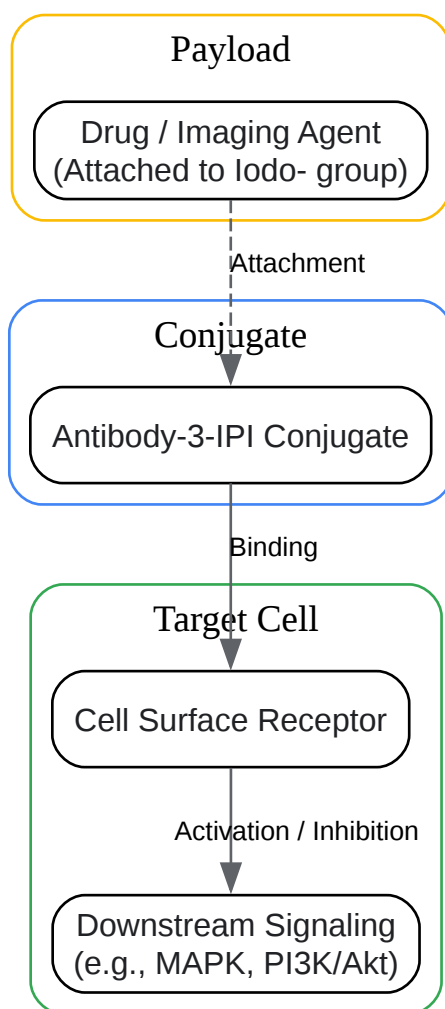 Payload
Drug / Imaging Agent
(Attached to Iodo- group)
Attachment
Conjugate
Antibody-3-IPI Conjugate
Binding
Target Cell
Cell Surface Receptor
Activation / Inhibition
Downstream Signaling
(e.g., MAPK, PI3K/Akt)